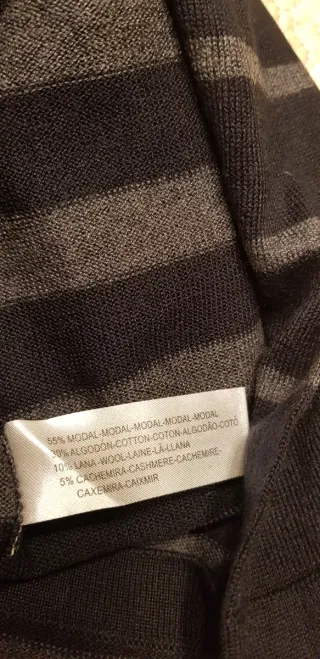 55% MODAL-MODAL-MODAL-MODAL-MODAL
30% ALGODÓN-COTTON-COTON-ALGODÃO-COTÓ
10% LANA -WOOL-LAINE-LÃ-LLANA
5% CACHEMIRA-CASHMERE-CACHEMIRE-
CAXEMIRA-CAIXMIR